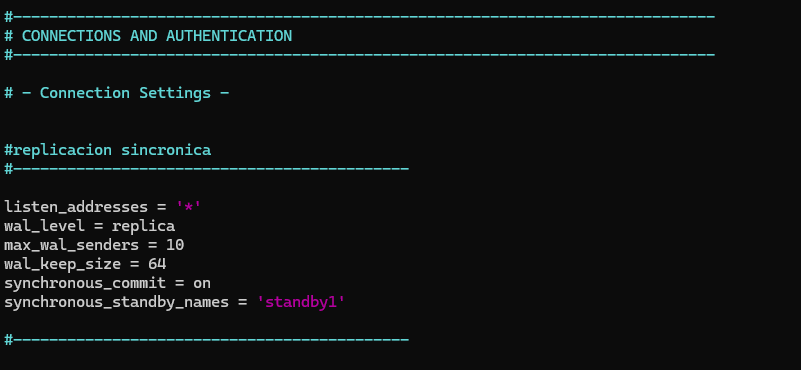 #------------------------------------------------------------------------------
# CONNECTIONS AND AUTHENTICATION
#------------------------------------------------------------------------------
# - Connection Settings -
#replicacion sincronica
#--------------------------------------------
listen_addresses = '*'
wal_level = replica
max_wal_senders = 10
wal_keep_size = 64
synchronous_commit = on
synchronous_standby_names = 'standby1'
#--------------------------------------------